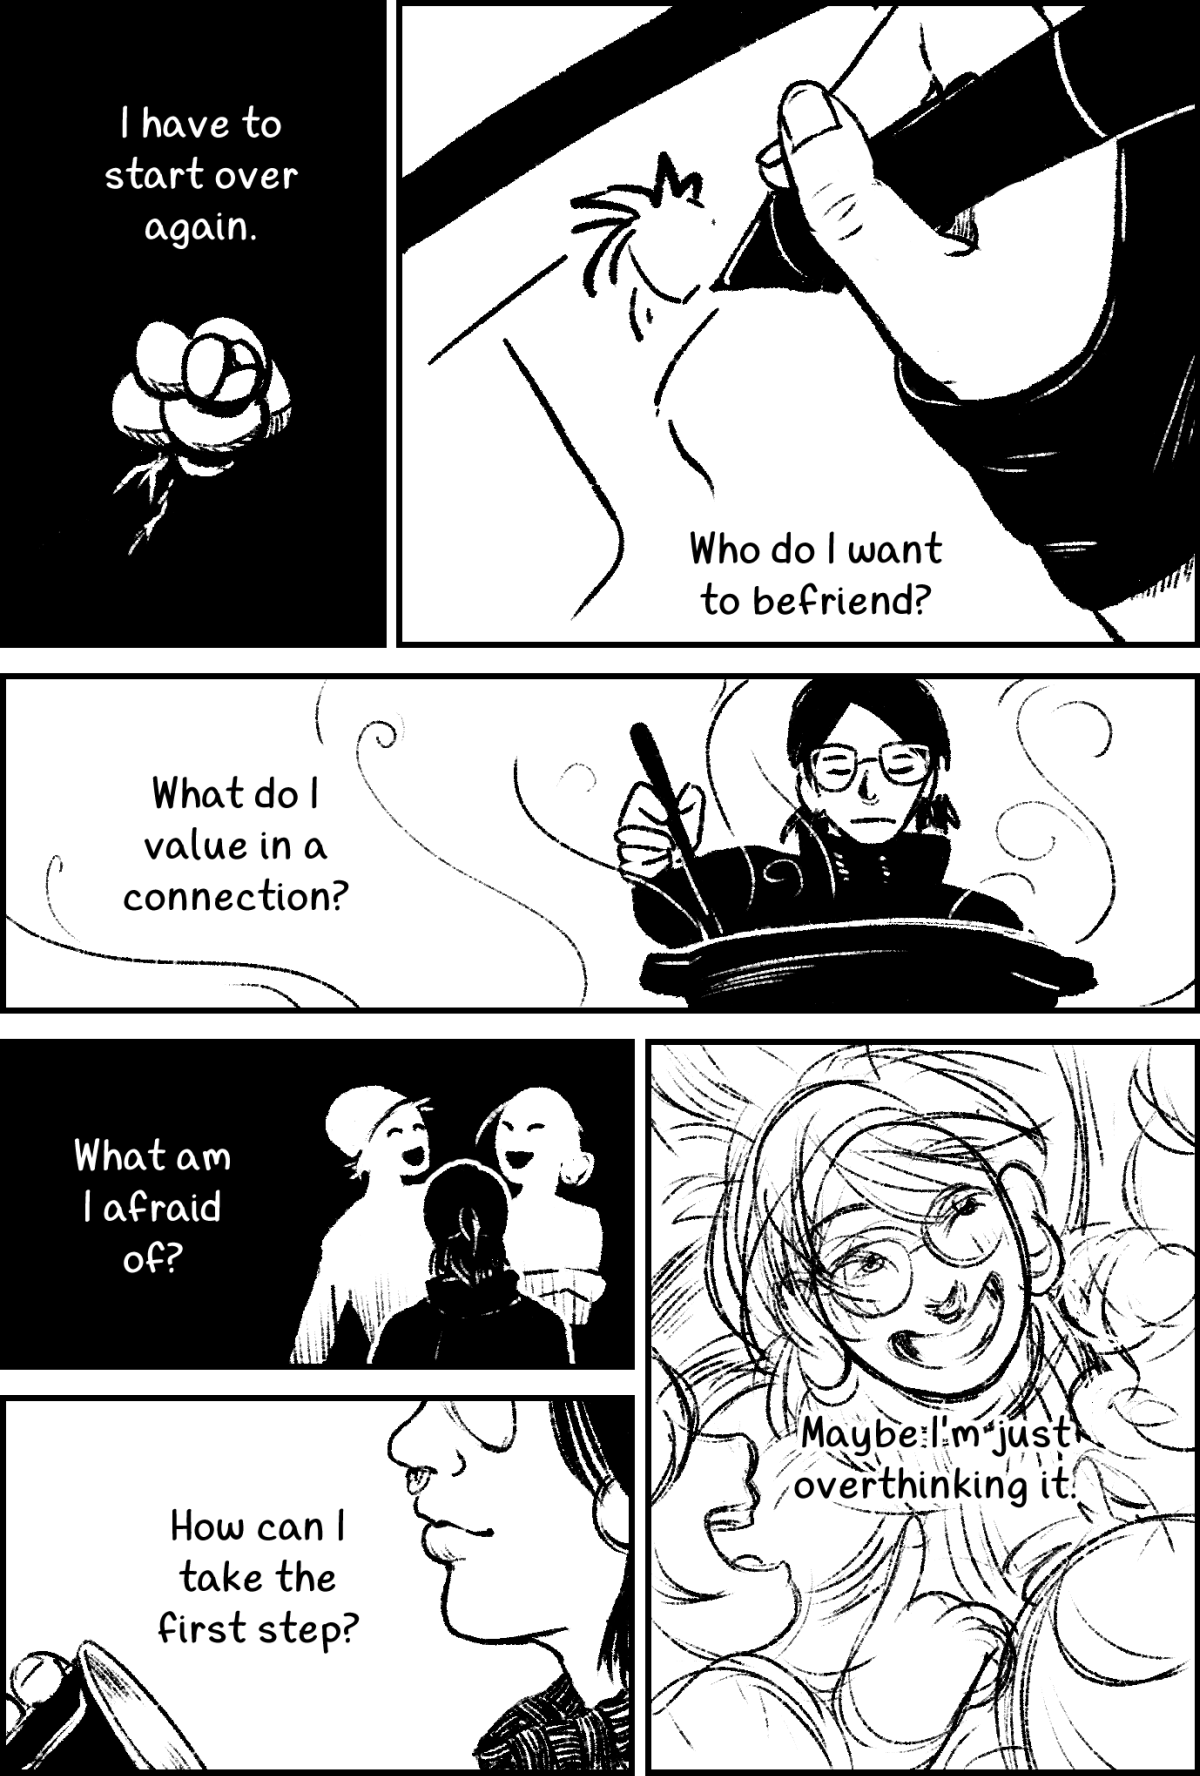 I have to
start over
again.
Who do I want
to befriend?
What do I
value in a
connection?
What am
I afraid
of?
How can I
take the
first step?
Maybe I'm just
overthinking it.